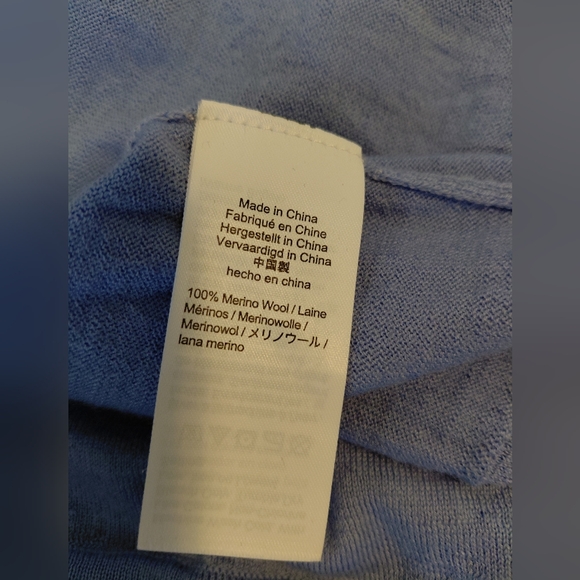 Made in China
Fabriqué en Chine
Hergestellt in China
Vervaardigd in China
中国製
hecho en china
100% Merino Wool / Laine
Mérinos / Merinowolle /
Merinowol / メリノウール /
lana merino